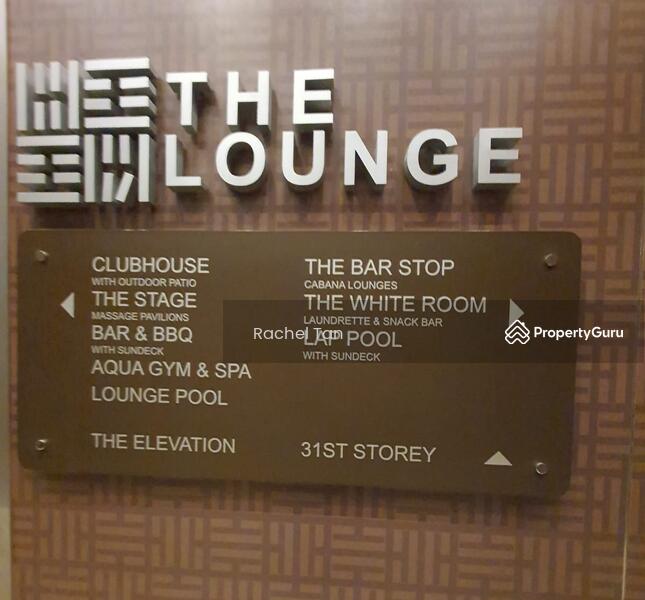 THE
LOUNGE
CLUBHOUSE
WITH OUTDOOR PATIO
THE STAGE
MASSAGE PAVILIONS
BAR & BBQ
WITH SUNDECK
AQUA GYM & SPA
LOUNGE POOL
THE BAR STOP
CABANA LOUNGES
THE WHITE ROOM
LAUNDRETTE & SNACK BAR
LAP POOL
WITH SUNDECK
THE ELEVATION
31ST STOREY
Rachel Tan
PropertyGuru